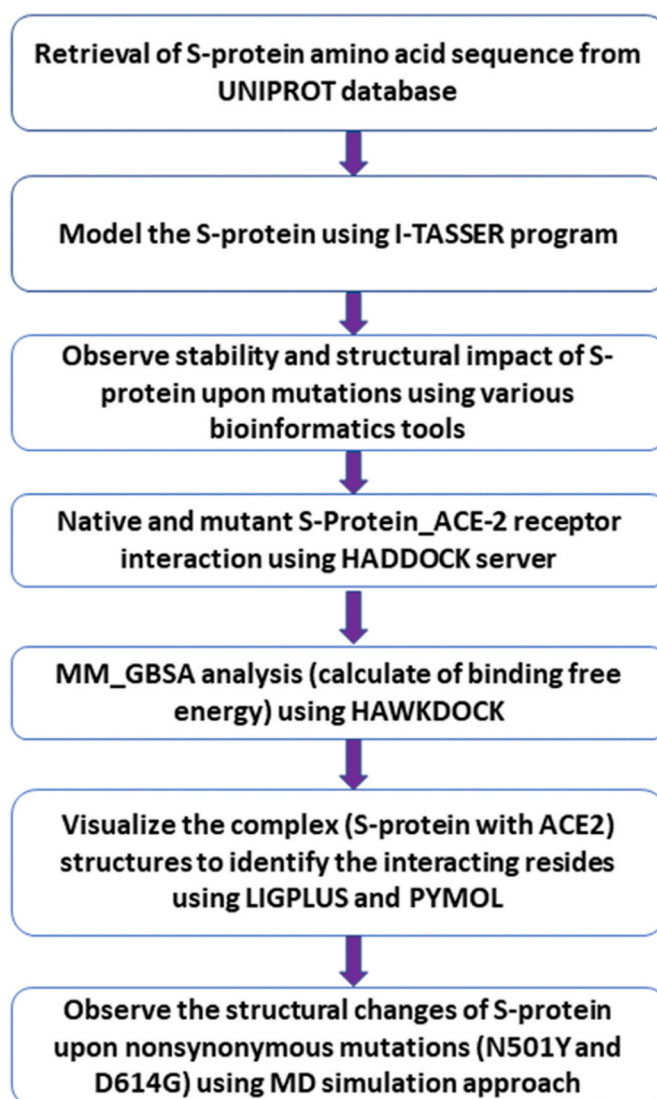 Retrieval of S-protein amino acid sequence from
UNIPROT database
Model the S-protein using I-TASSER program
Observe stability and structural impact of S-
protein upon mutations using various
bioinformatics tools
Native and mutant S-Protein_ACE-2 receptor
interaction using HADDOCK server
MM_GBSA analysis (calculate of binding free
energy) using HAWKDOCK
Visualize the complex (S-protein with ACE2)
structures to identify the interacting resides
using LIGPLUS and PYMOL
Observe the structural changes of S-protein
upon nonsynonymous mutations (N501Y and
D614G) using MD simulation approach